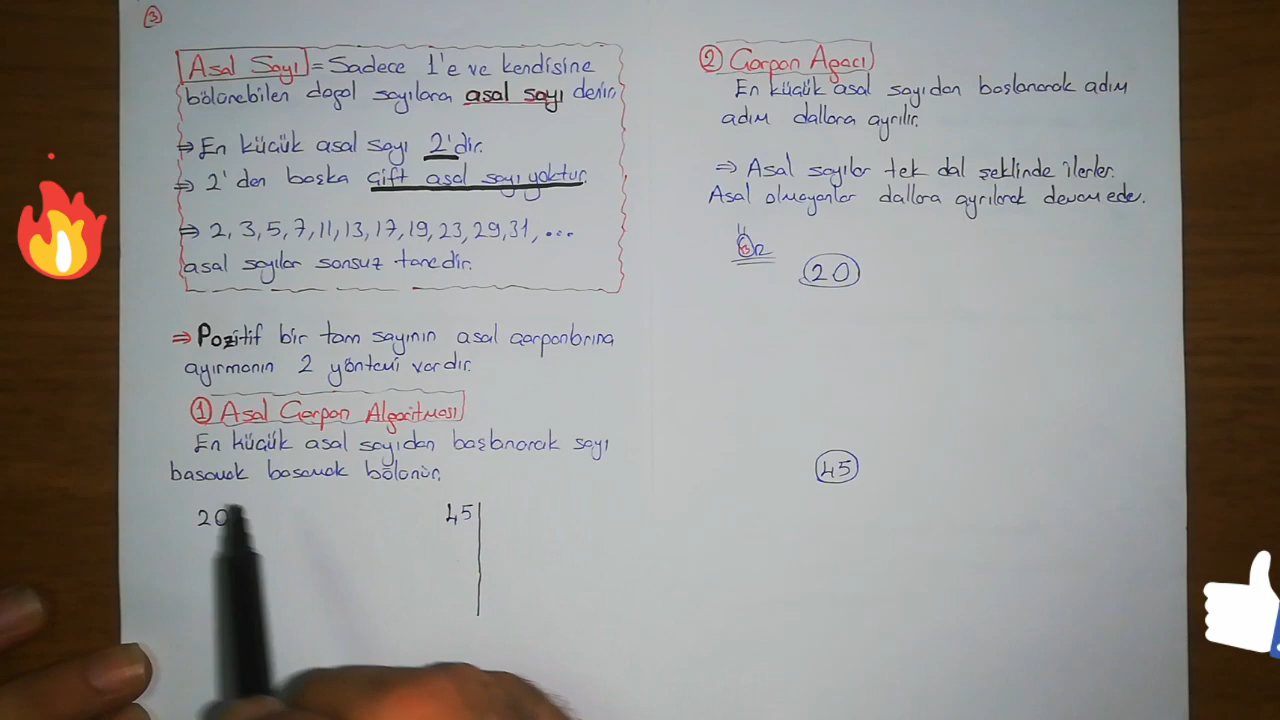 3
Asal Sayı = Sadece 1'e ve kendisine
bölünebilen doğal sayılara asal sayı denir.
⇒ En küçük asal sayı 2'dir.
⇒ 2'den başka çift asal sayı yoktur.
⇒ 2, 3, 5, 7, 11, 13, 17, 19, 23, 29, 31, ...
asal sayılar sonsuz tanedir.
⇒ Pozitif bir tam sayının asal çarpanlarına
ayırmanın 2 yöntemi vardır.
1 Asal Çarpan Algoritması
En küçük asal sayıdan başlanarak sayı
basamak basamak bölünür.
20
45
2 Çarpan Ağacı
En küçük asal sayıdan başlanarak adım
adım dallara ayrılır.
⇒ Asal sayılar tek dal şeklinde ilerler.
Asal olmayanlar dallara ayrılarak devam eder.
Ör
3
20
45